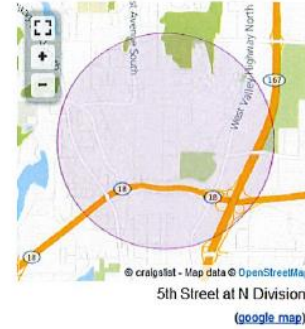 st Avenue South
+
−
West Valley Highway North
167
18
18
18
© craigslist - Map data © OpenStreetMap
5th Street at N Division
(google map)